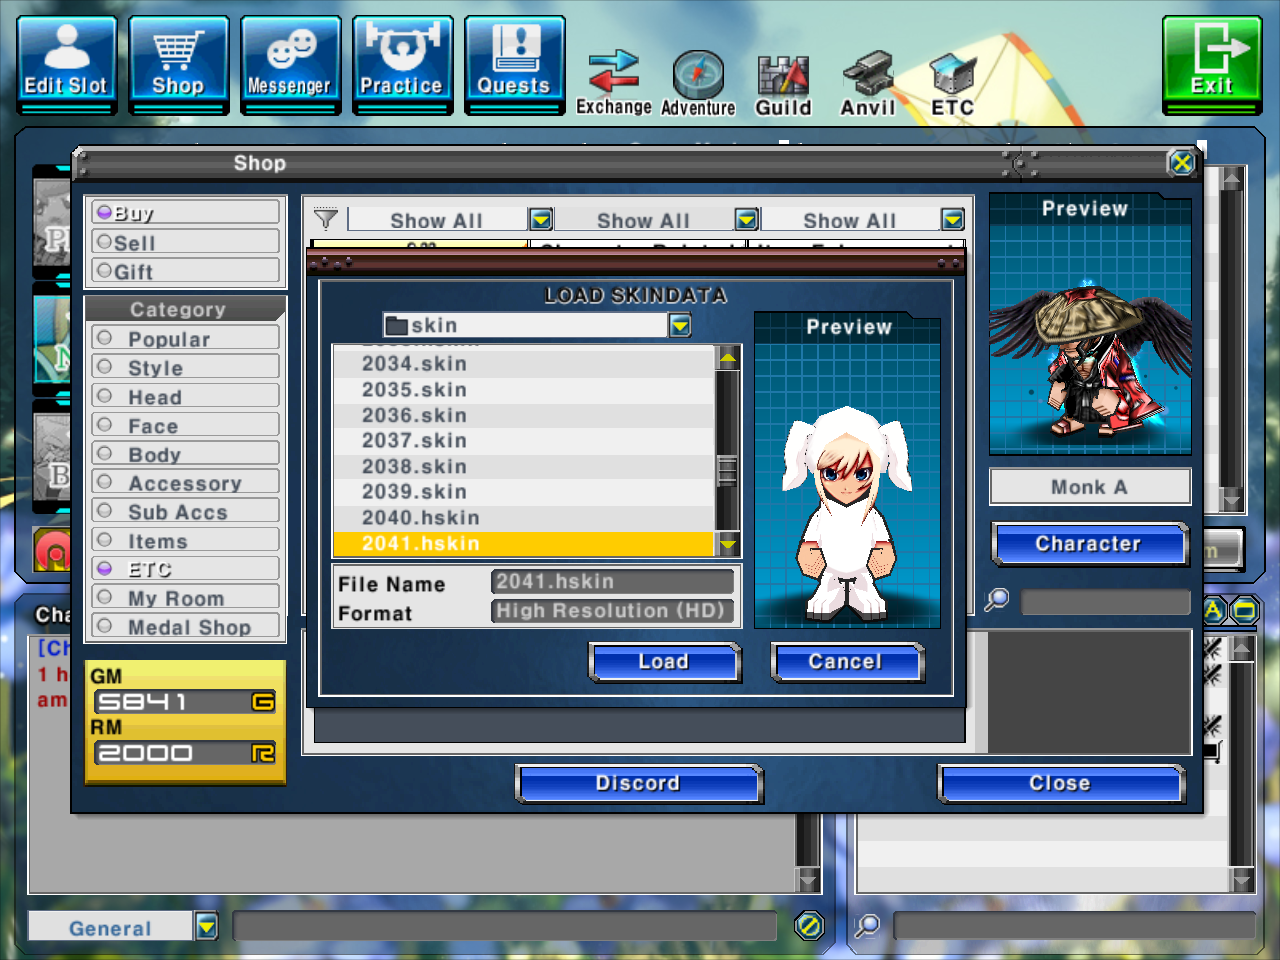 Edit Slot
Shop
Messenger
Practice
Quests
Exchange
Adventure
Guild
Anvil
ETC
Exit
Shop
Buy
Sell
Gift
Category
Popular
Style
Head
Face
Body
Accessory
Sub Accs
Items
ETC
My Room
Medal Shop
GM
5841 G
RM
2000 R
Show All
Show All
Show All
LOAD SKINDATA
skin
2034.skin
2035.skin
2036.skin
2037.skin
2038.skin
2039.skin
2040.hskin
2041.hskin
File Name 2041.hskin
Format High Resolution (HD)
Preview
Load
Cancel
Preview
Monk A
Character
Discord
Close
Cha
[Ch
1 h
am
General